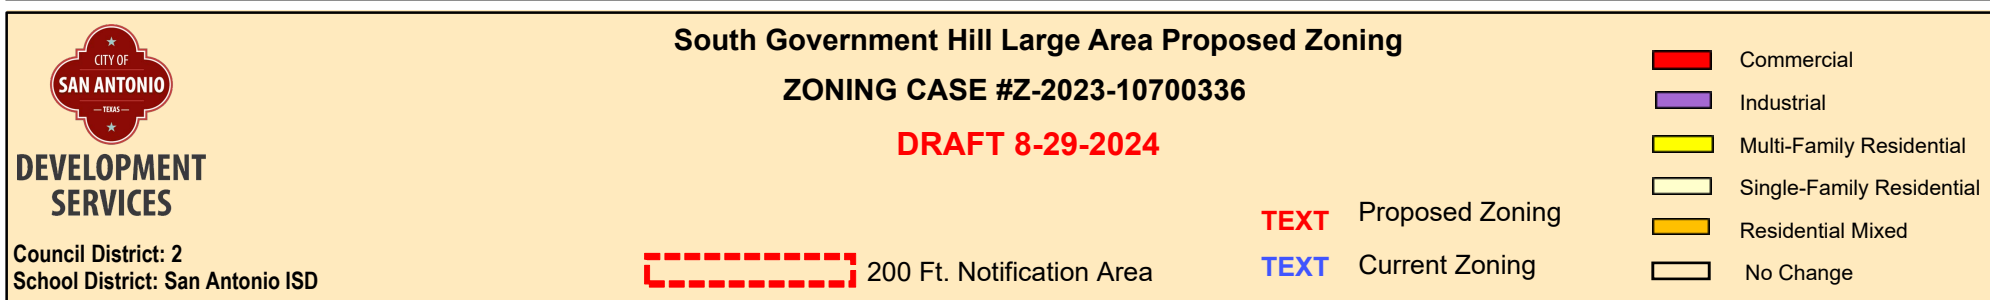 CITY OF
SAN ANTONIO
TEXAS
DEVELOPMENT
SERVICES
Council District: 2
School District: San Antonio ISD
South Government Hill Large Area Proposed Zoning
ZONING CASE #Z-2023-10700336
DRAFT 8-29-2024
200 Ft. Notification Area
TEXT Proposed Zoning
TEXT Current Zoning
Commercial
Industrial
Multi-Family Residential
Single-Family Residential
Residential Mixed
No Change